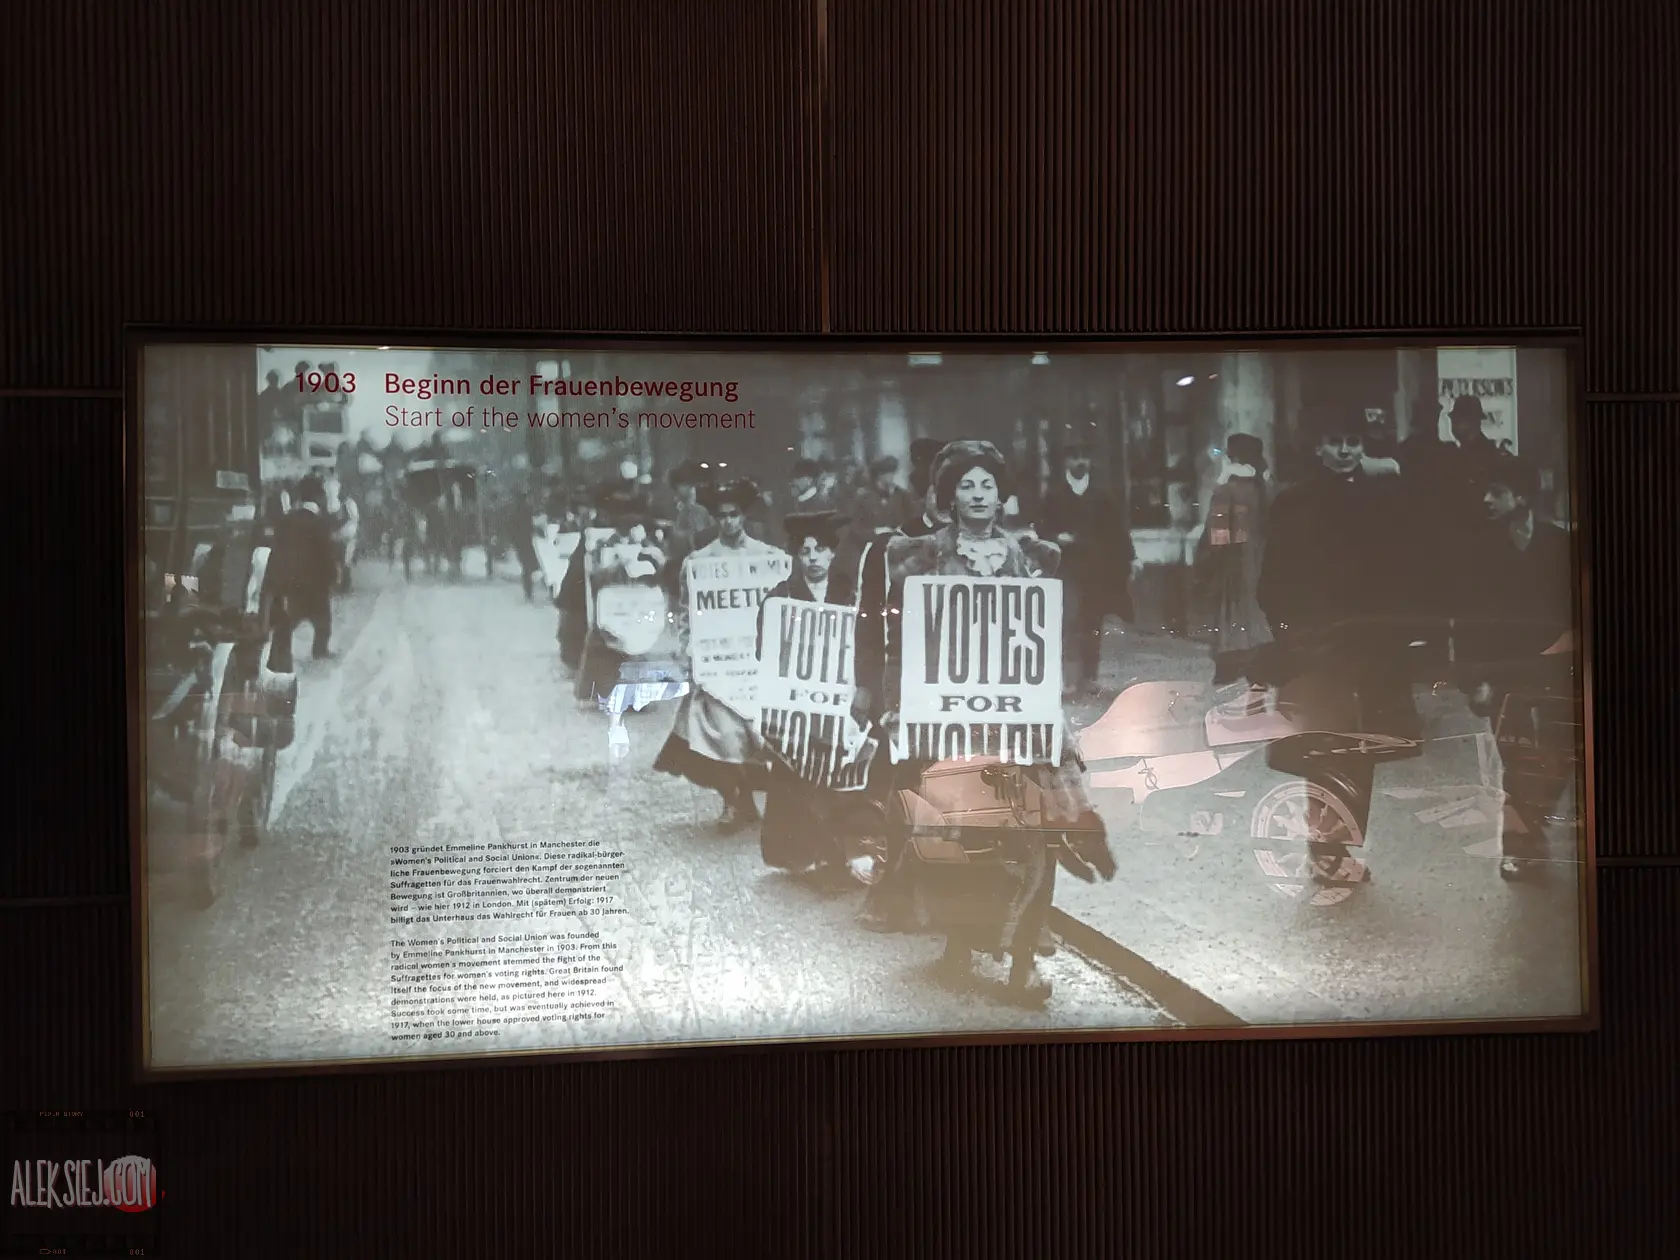 1903 Beginn der Frauenbewegung
Start of the women's movement
VOTES
MEETI
VOTE
FOR
WOMEN
VOTES
FOR
WOMEN
1903 gründet Emmeline Pankhurst in Manchester die
»Women's Political and Social Union«. Diese radikal-bürger-
liche Frauenbewegung forciert den Kampf der sogenannten
Suffragetten für das Frauenwahlrecht. Zentrum der neuen
Bewegung ist Großbritannien, wo überall demonstriert
wird – wie hier 1912 in London. Mit (spätem) Erfolg: 1917
billigt das Unterhaus das Wahlrecht für Frauen ab 30 Jahren.
The Women's Political and Social Union was founded
by Emmeline Pankhurst in Manchester in 1903. From this
radical women's movement stemmed the fight of the
Suffragettes for women's voting rights. Great Britain found
itself the focus of the new movement, and widespread
demonstrations were held, as pictured here in 1912.
Success took some time, but was eventually achieved in
1917, when the lower house approved voting rights for
women aged 30 and above.
001
ALEKSIEJ.COM
001